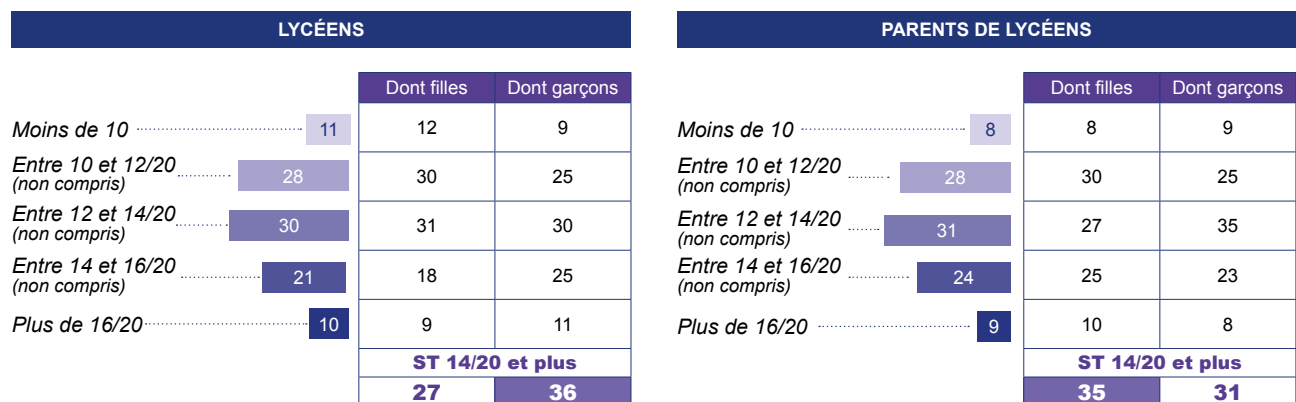 LYCÉENS
Dont filles Dont garçons
Moins de 10 11 12 9
Entre 10 et 12/20
(non compris) 28 30 25
Entre 12 et 14/20
(non compris) 30 31 30
Entre 14 et 16/20
(non compris) 21 18 25
Plus de 16/20 10 9 11
ST 14/20 et plus
27 36
PARENTS DE LYCÉENS
Dont filles Dont garçons
Moins de 10 8 8 9
Entre 10 et 12/20
(non compris) 28 30 25
Entre 12 et 14/20
(non compris) 31 27 35
Entre 14 et 16/20
(non compris) 24 25 23
Plus de 16/20 9 10 8
ST 14/20 et plus
35 31